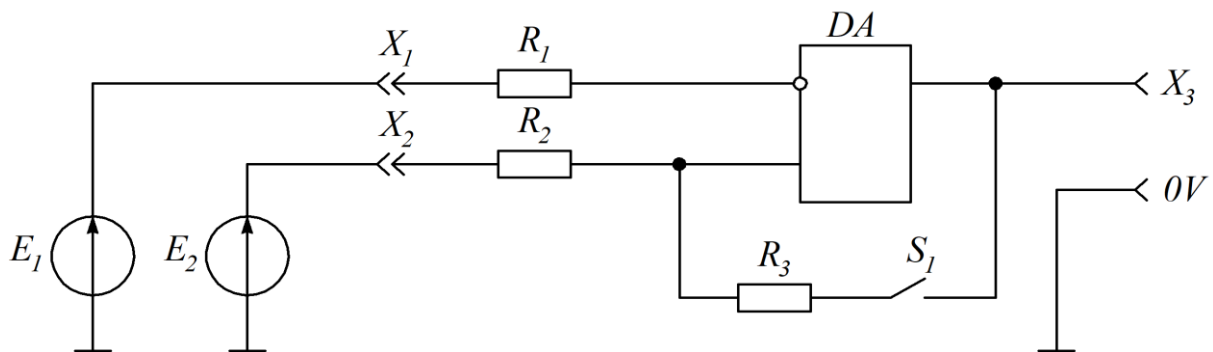 DA
X₁
R₁
X₃
X₂
R₂
0V
E₁
E₂
R₃
S₁